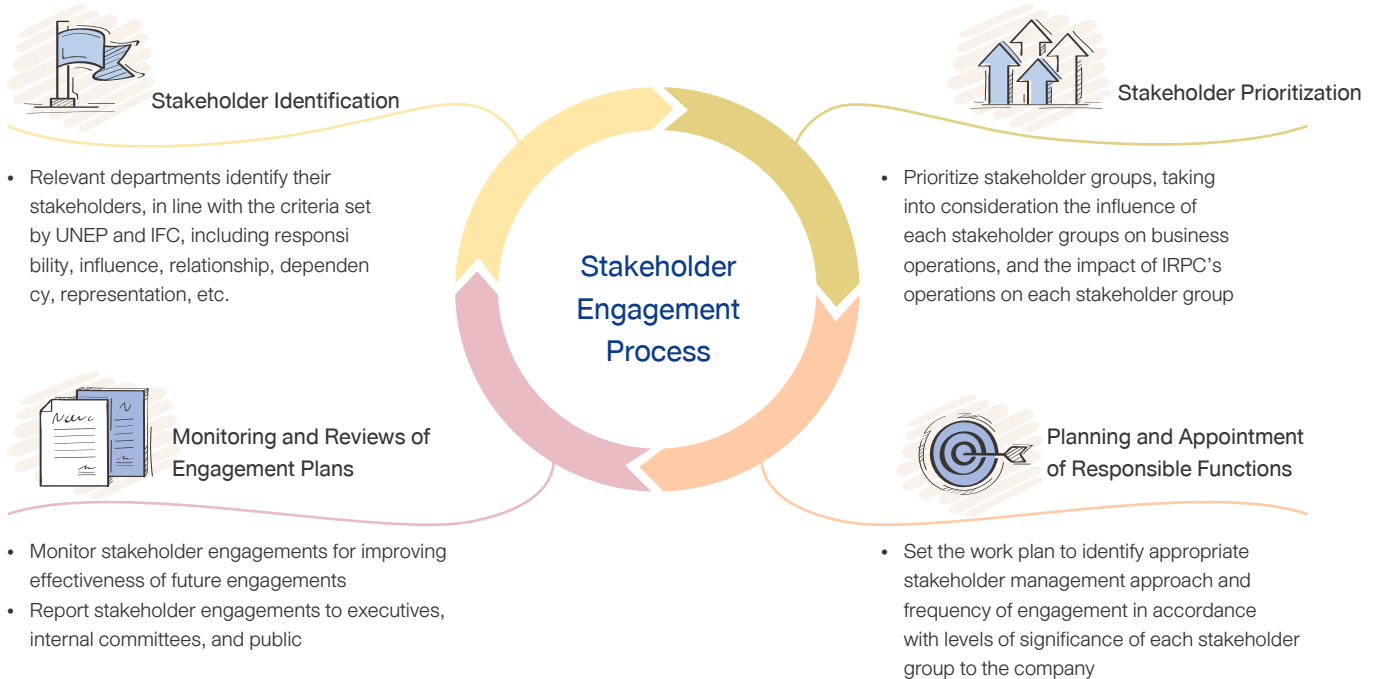 Stakeholder Identification
• Relevant departments identify their
stakeholders, in line with the criteria set
by UNEP and IFC, including responsi
bility, influence, relationship, dependen
cy, representation, etc.
Stakeholder Prioritization
• Prioritize stakeholder groups, taking
into consideration the influence of
each stakeholder groups on business
operations, and the impact of IRPC’s
operations on each stakeholder group
Stakeholder
Engagement
Process
Monitoring and Reviews of
Engagement Plans
• Monitor stakeholder engagements for improving
effectiveness of future engagements
• Report stakeholder engagements to executives,
internal committees, and public
Planning and Appointment
of Responsible Functions
• Set the work plan to identify appropriate
stakeholder management approach and
frequency of engagement in accordance
with levels of significance of each stakeholder
group to the company